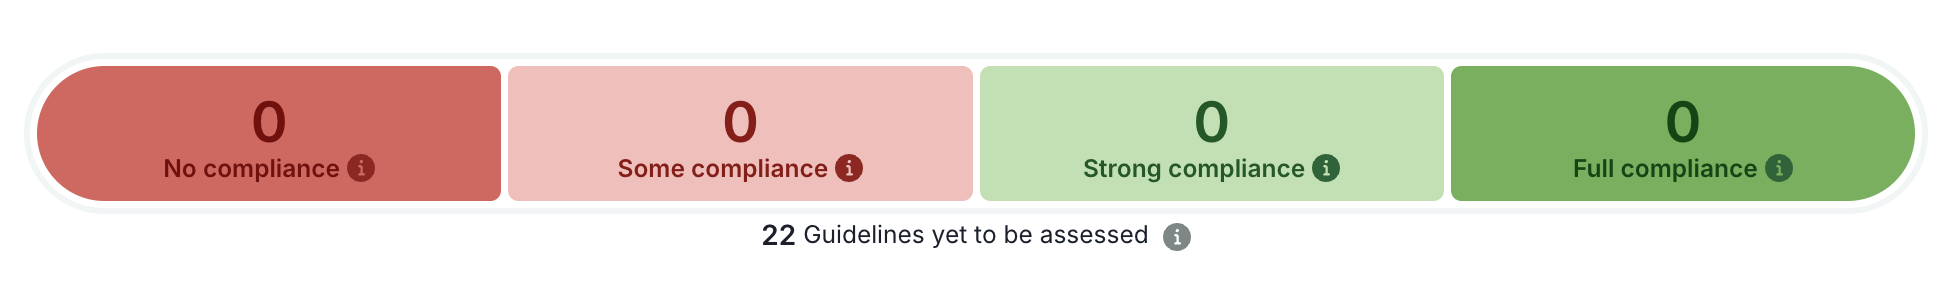 0
No compliance
0
Some compliance
0
Strong compliance
0
Full compliance
22 Guidelines yet to be assessed